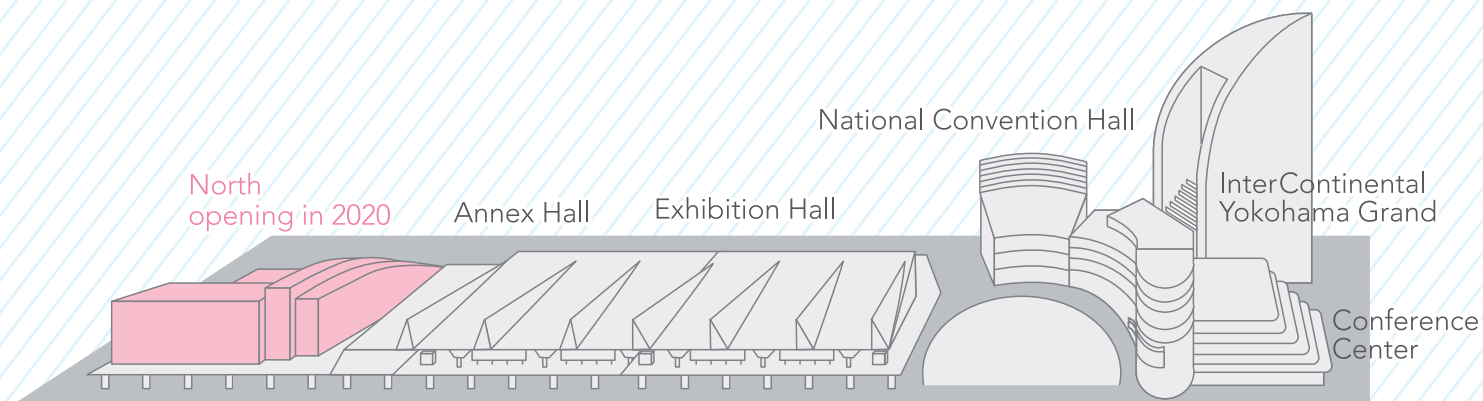 National Convention Hall
North
opening in 2020
Annex Hall
Exhibition Hall
InterContinental
Yokohama Grand
Conference
Center